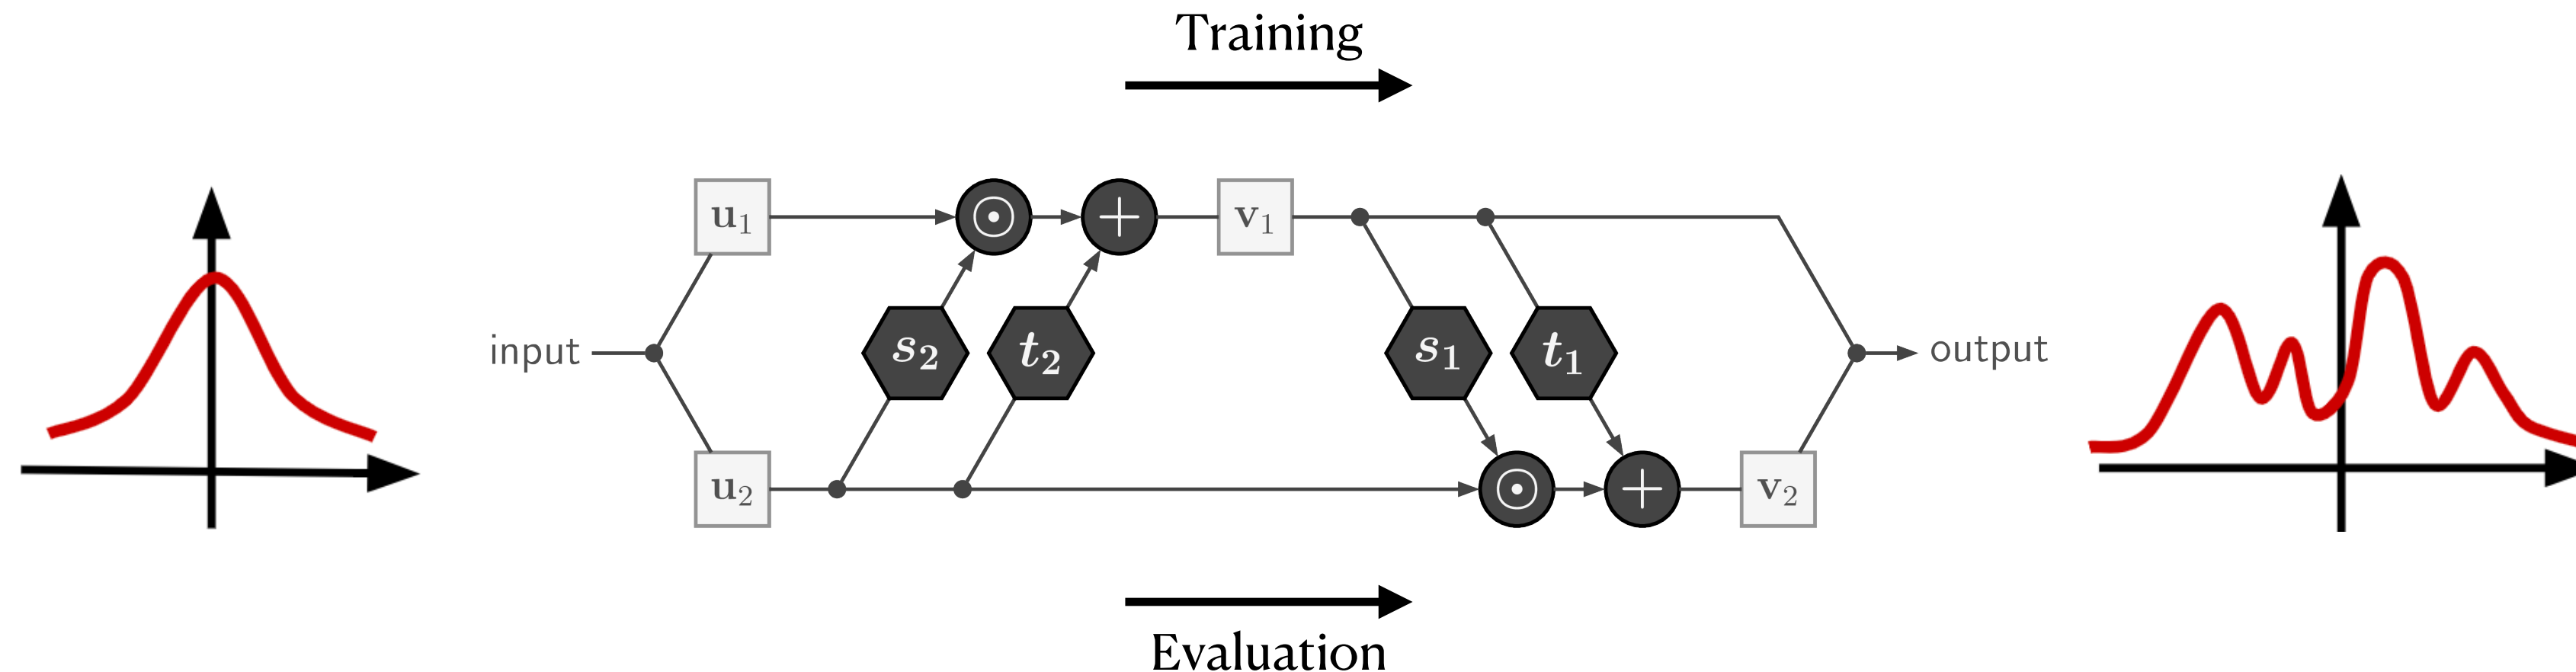 Training
u1
⊙
+
v1
s2
t2
s1
t1
input
output
u2
⊙
+
v2
Evaluation